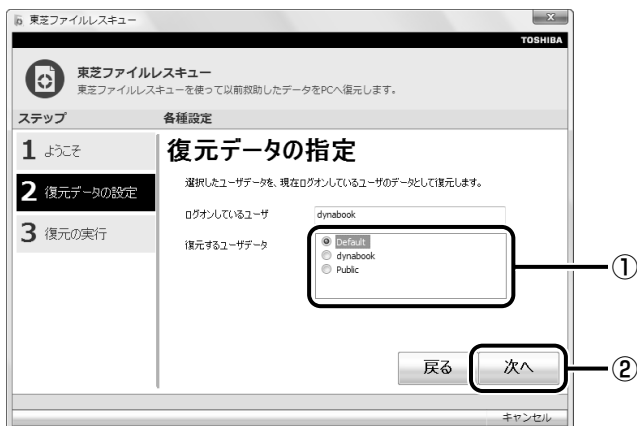 東芝ファイルレスキュー
TOSHIBA
東芝ファイルレスキュー
東芝ファイルレスキューを使って以前救助したデータをPCへ復元します。
ステップ 各種設定
1 ようこそ
2 復元データの設定
3 復元の実行
復元データの指定
選択したユーザデータを、現在ログオンしているユーザのデータとして復元します。
ログオンしているユーザ dynabook
復元するユーザデータ
Default
dynabook
Public
①
戻る 次へ
②
キャンセル